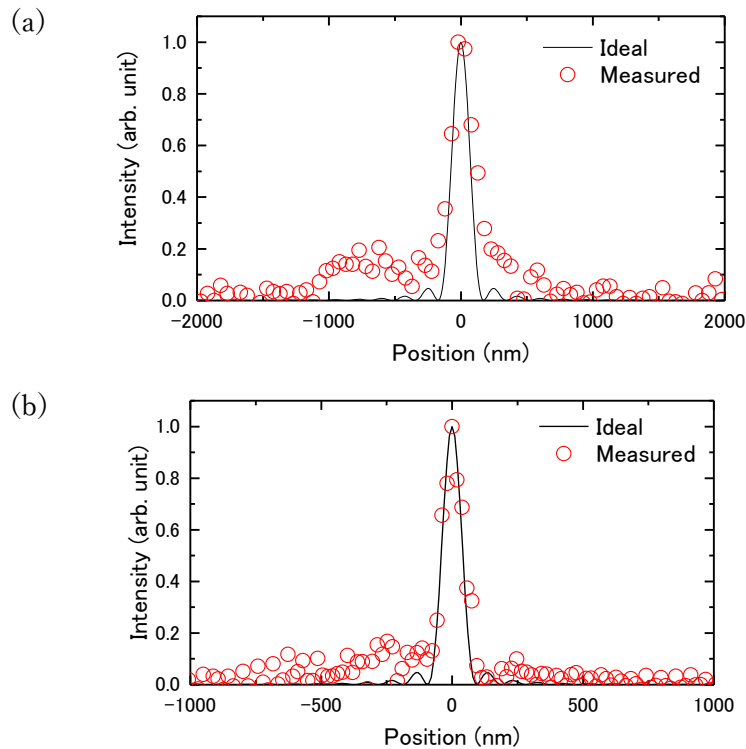 (a)
Intensity (arb. unit)
1.0
0.8
0.6
0.4
0.2
0.0
Ideal
Measured
−2000
−1000
0
1000
2000
Position (nm)
(b)
Intensity (arb. unit)
1.0
0.8
0.6
0.4
0.2
0.0
Ideal
Measured
−1000
−500
0
500
1000
Position (nm)